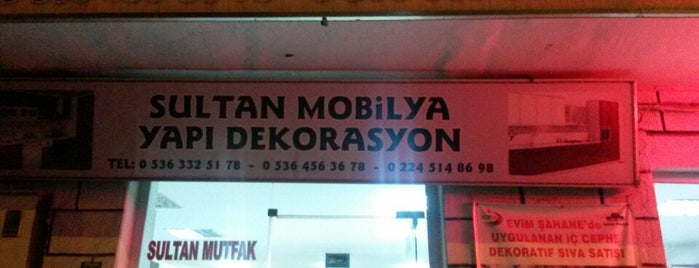 SULTAN MOBİLYA
YAPI DEKORASYON
TEL: 0 536 332 51 78 - 0 536 456 36 78 - 0 224 514 86 98
SULTAN MUTFAK
EVİM ŞAHANE'de
UYGULANAN İÇ CEPHE
DEKORATİF SIVA SATIŞI